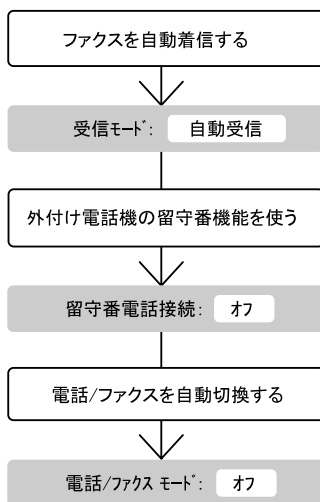 ファクスを自動着信する
受信ﾓｰﾄﾞ: 自動受信
外付け電話機の留守番機能を使う
留守番電話接続: ｵﾌ
電話/ファクスを自動切換する
電話/ﾌｧｸｽ ﾓｰﾄﾞ: ｵﾌ